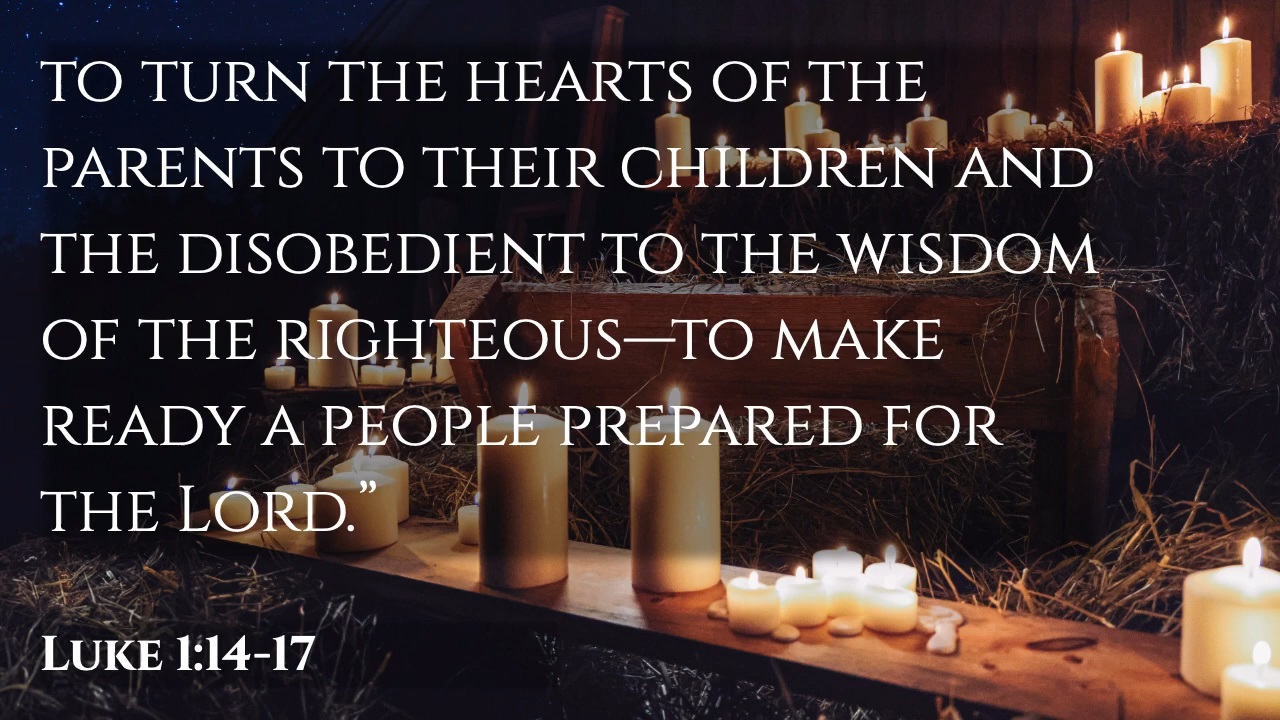 to turn the hearts of the
parents to their children and
the disobedient to the wisdom
of the righteous—to make
ready a people prepared for
the Lord.”
Luke 1:14-17